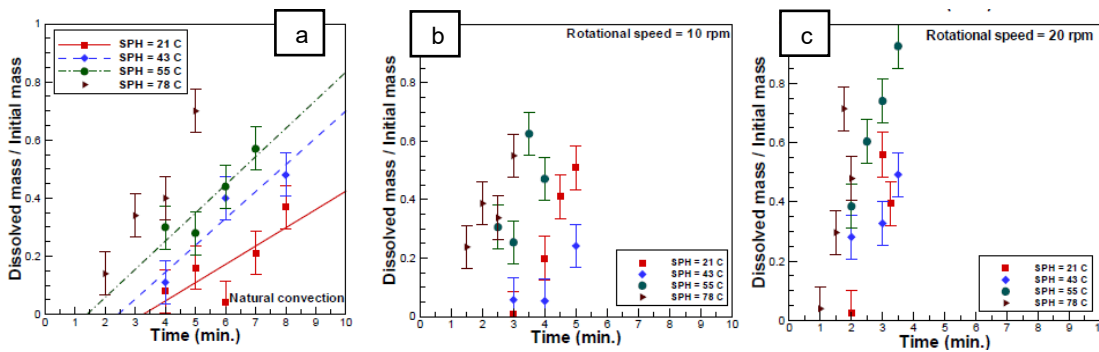 a
SPH = 21 C
SPH = 43 C
SPH = 55 C
SPH = 78 C
Natural convection
Dissolved mass / Initial mass
0
0.2
0.4
0.6
0.8
1
0 1 2 3 4 5 6 7 8 9 10
Time (min.)
b
Rotational speed = 10 rpm
SPH = 21 C
SPH = 43 C
SPH = 55 C
SPH = 78 C
Dissolved mass / Initial mass
0
0.2
0.4
0.6
0.8
0 1 2 3 4 5 6 7 8 9 10
Time (min.)
c
Rotational speed = 20 rpm
SPH = 21 C
SPH = 43 C
SPH = 55 C
SPH = 78 C
Dissolved mass / Initial mass
0
0.2
0.4
0.6
0.8
0 1 2 3 4 5 6 7 8 9 10
Time (min.)